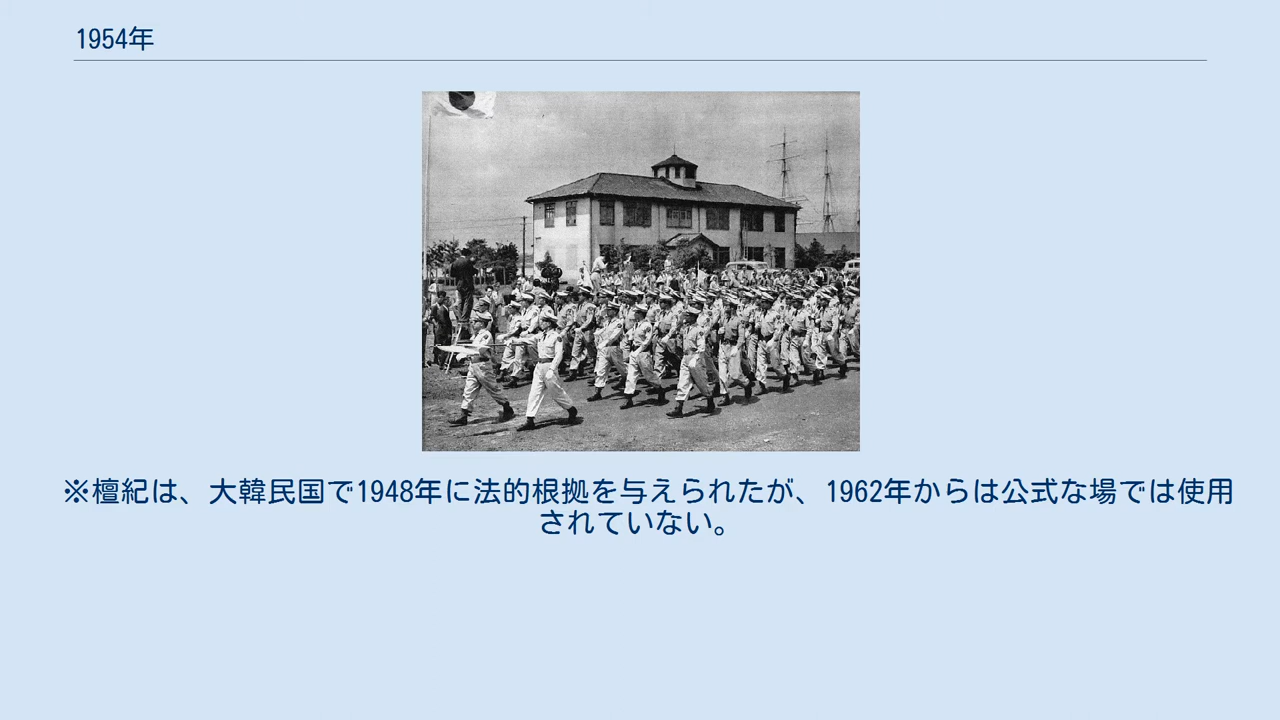 1954年
※檀紀は、大韓民国で1948年に法的根拠を与えられたが、1962年からは公式な場では使用
されていない。